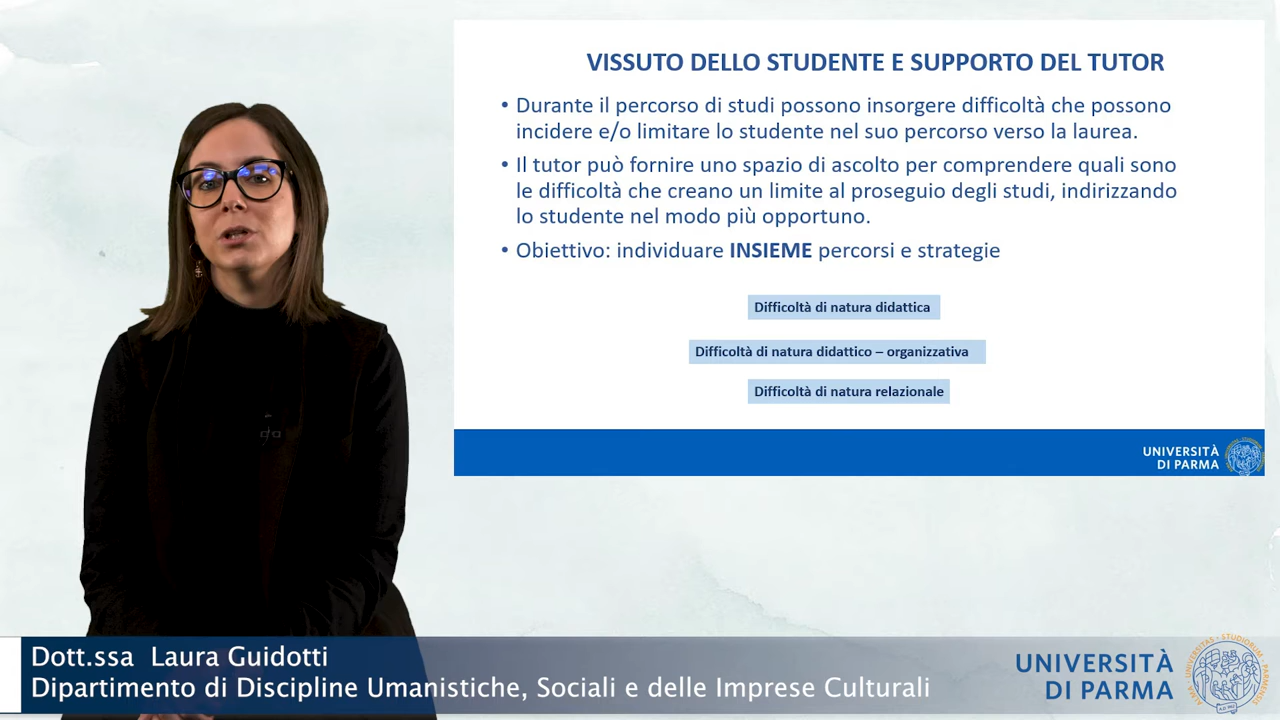 VISSUTO DELLO STUDENTE E SUPPORTO DEL TUTOR
• Durante il percorso di studi possono insorgere difficoltà che possono
incidere e/o limitare lo studente nel suo percorso verso la laurea.
• Il tutor può fornire uno spazio di ascolto per comprendere quali sono
le difficoltà che creano un limite al proseguio degli studi, indirizzando
lo studente nel modo più opportuno.
• Obiettivo: individuare INSIEME percorsi e strategie
Difficoltà di natura didattica
Difficoltà di natura didattico – organizzativa
Difficoltà di natura relazionale
UNIVERSITÀ
DI PARMA
Dott.ssa Laura Guidotti
Dipartimento di Discipline Umanistiche, Sociali e delle Imprese Culturali
UNIVERSITÀ
DI PARMA